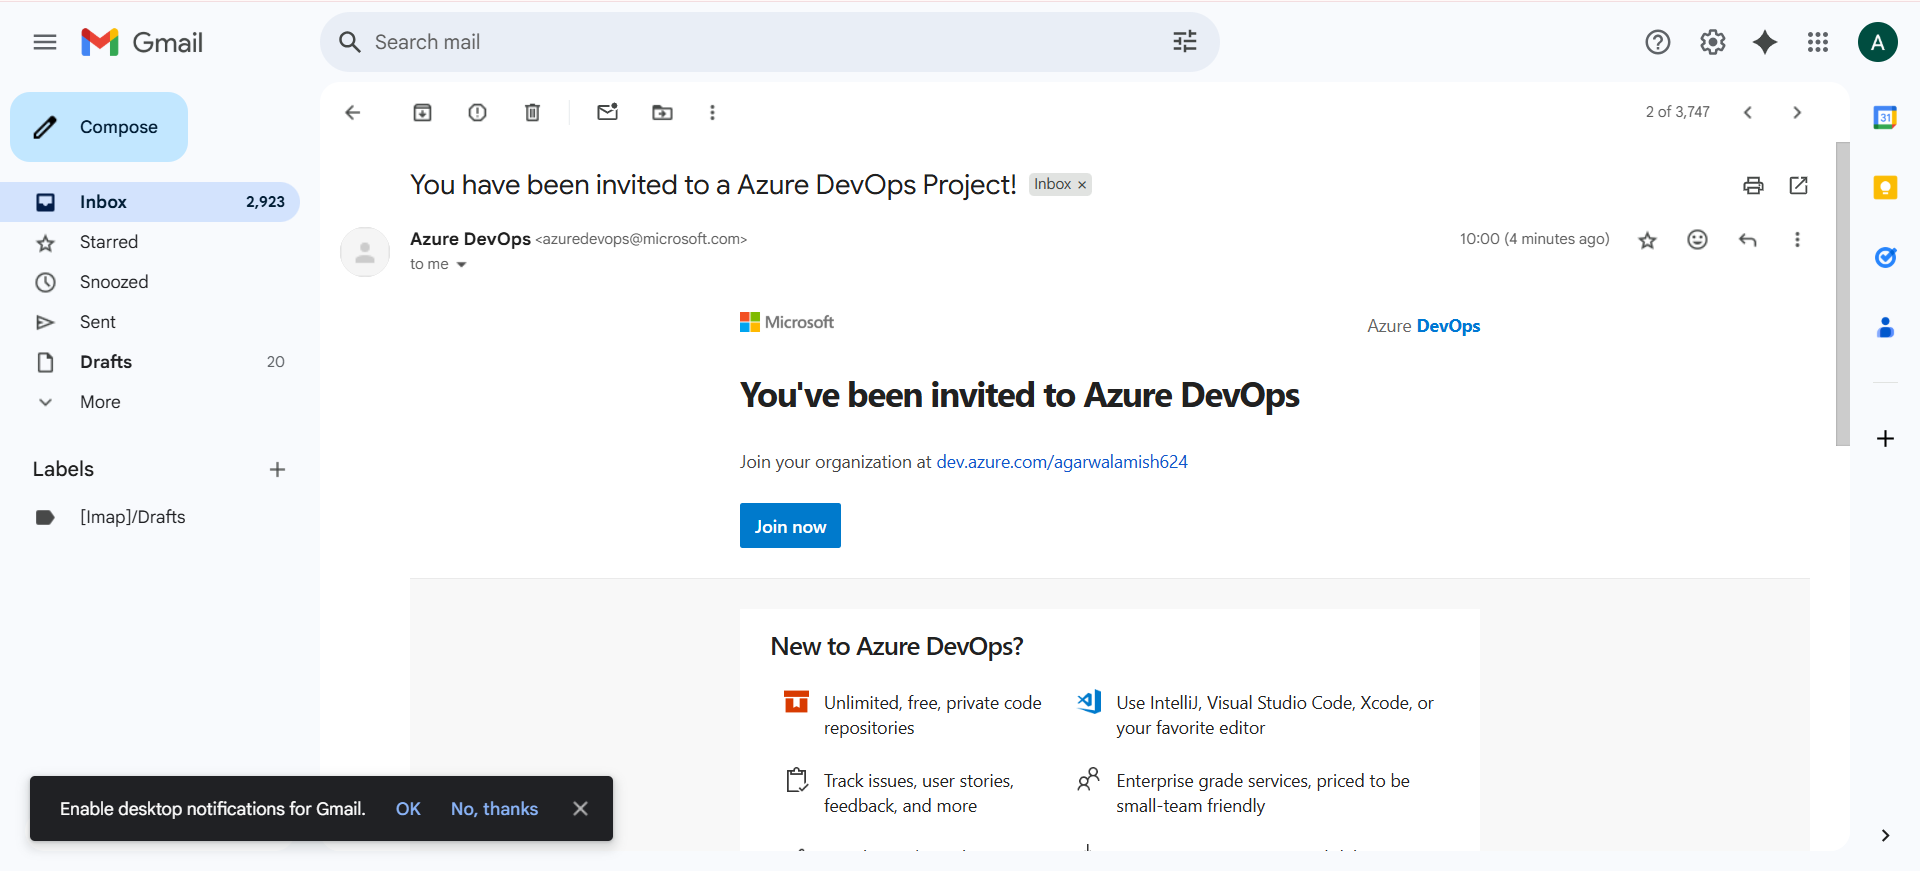 Gmail
Search mail
A
Compose
Inbox 2,923
Starred
Snoozed
Sent
Drafts 20
More
Labels
[Imap]/Drafts
2 of 3,747
31
You have been invited to a Azure DevOps Project!
Inbox ×
Azure DevOps <azuredevops@microsoft.com>
10:00 (4 minutes ago)
to me
Microsoft
Azure DevOps
You've been invited to Azure DevOps
Join your organization at dev.azure.com/agarwalamish624
Join now
New to Azure DevOps?
Unlimited, free, private code
repositories
Use IntelliJ, Visual Studio Code, Xcode, or
your favorite editor
Track issues, user stories,
feedback, and more
Enterprise grade services, priced to be
small-team friendly
Enable desktop notifications for Gmail. OK No, thanks